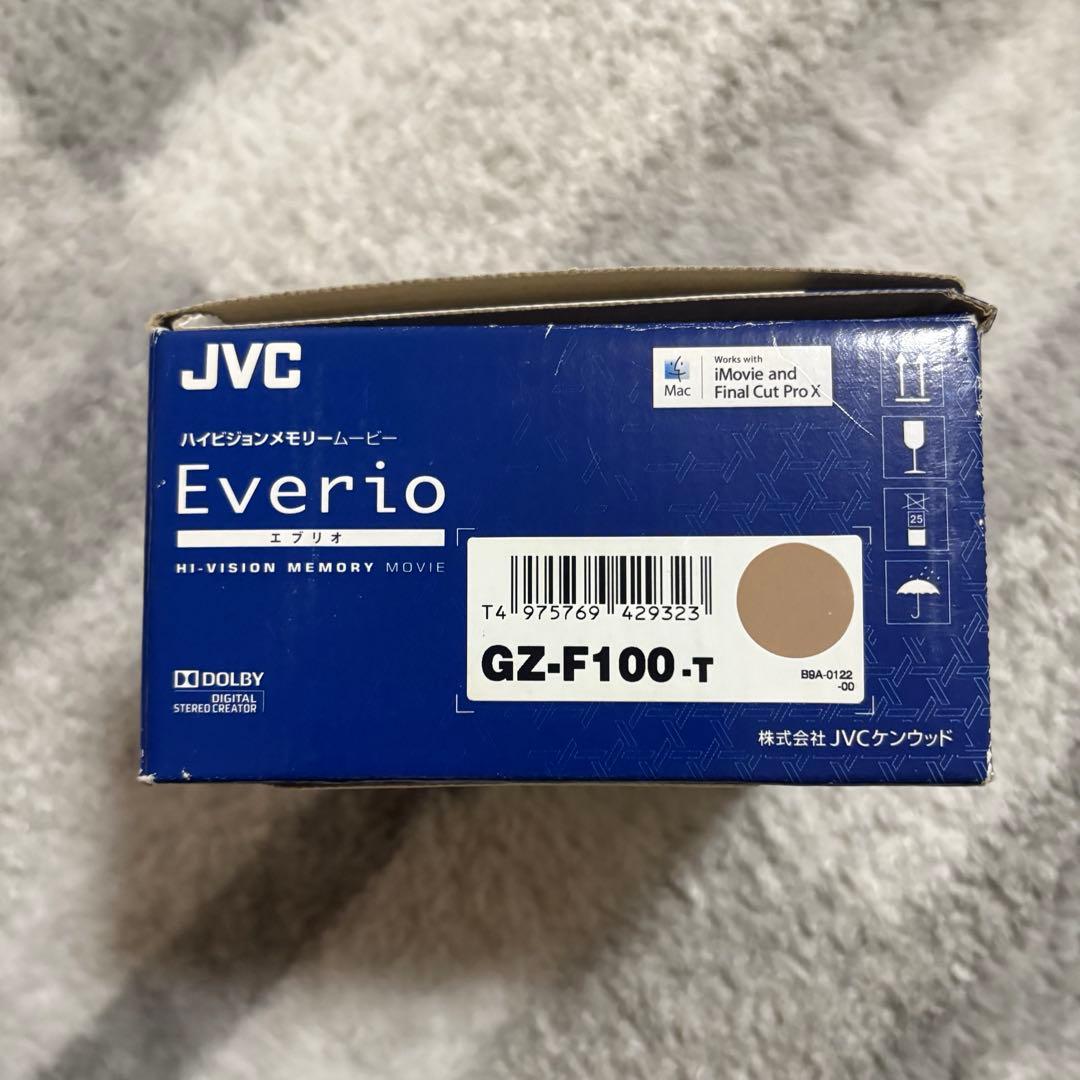 JVC
Mac
Works with
iMovie and
Final Cut Pro X
ハイビジョンメモリームービー
Everio
エブリオ
HI-VISION MEMORY MOVIE
25
T4 975769 429323
GZ-F100-T
B9A-0122
-00
DOLBY
DIGITAL
STEREO CREATOR
株式会社 JVCケンウッド